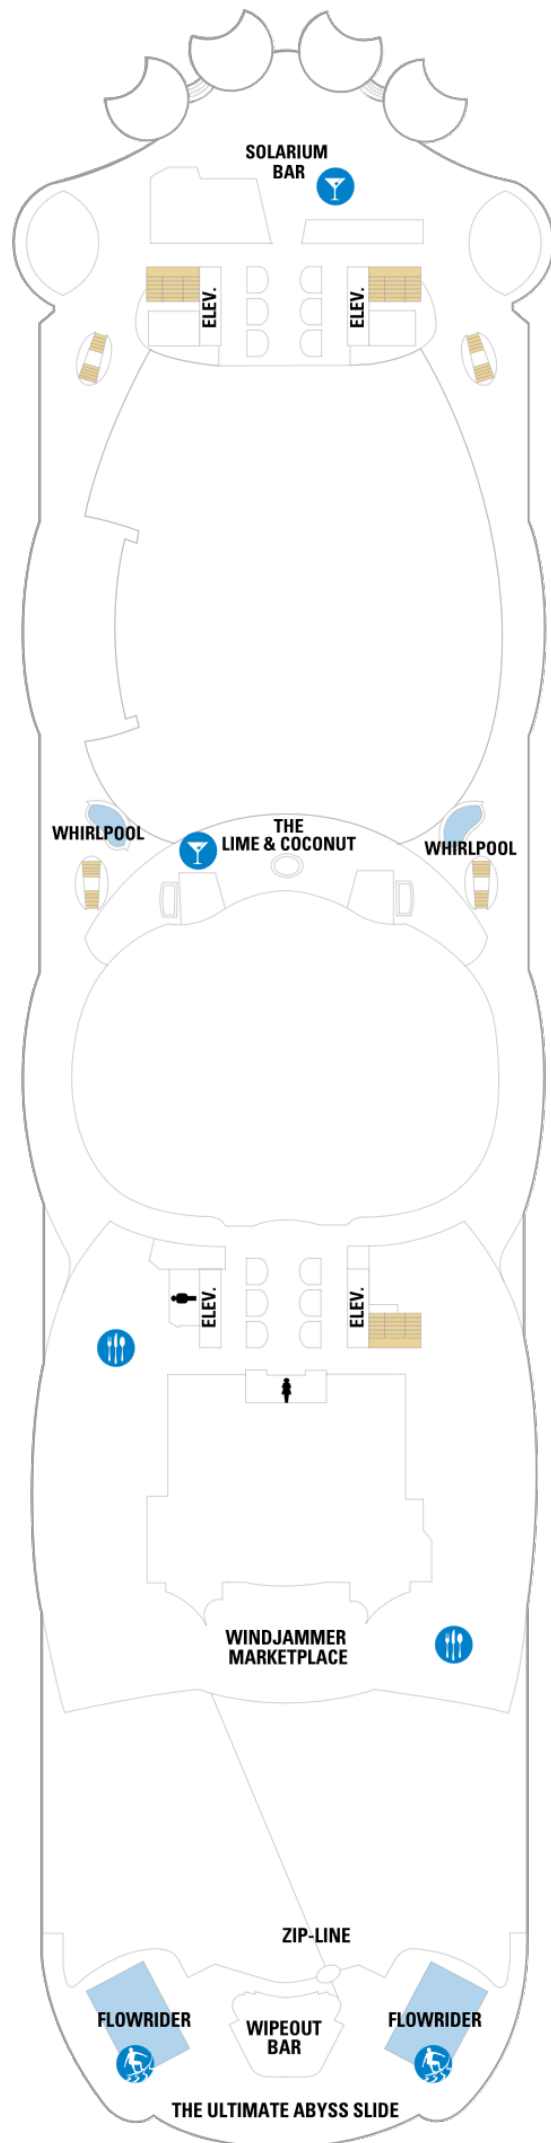 SOLARIUM
BAR
ELEV.
ELEV.
WHIRLPOOL
THE
LIME & COCONUT
WHIRLPOOL
ELEV.
ELEV.
WINDJAMMER
MARKETPLACE
ZIP-LINE
FLOWRIDER
WIPEOUT
BAR
FLOWRIDER
THE ULTIMATE ABYSS SLIDE